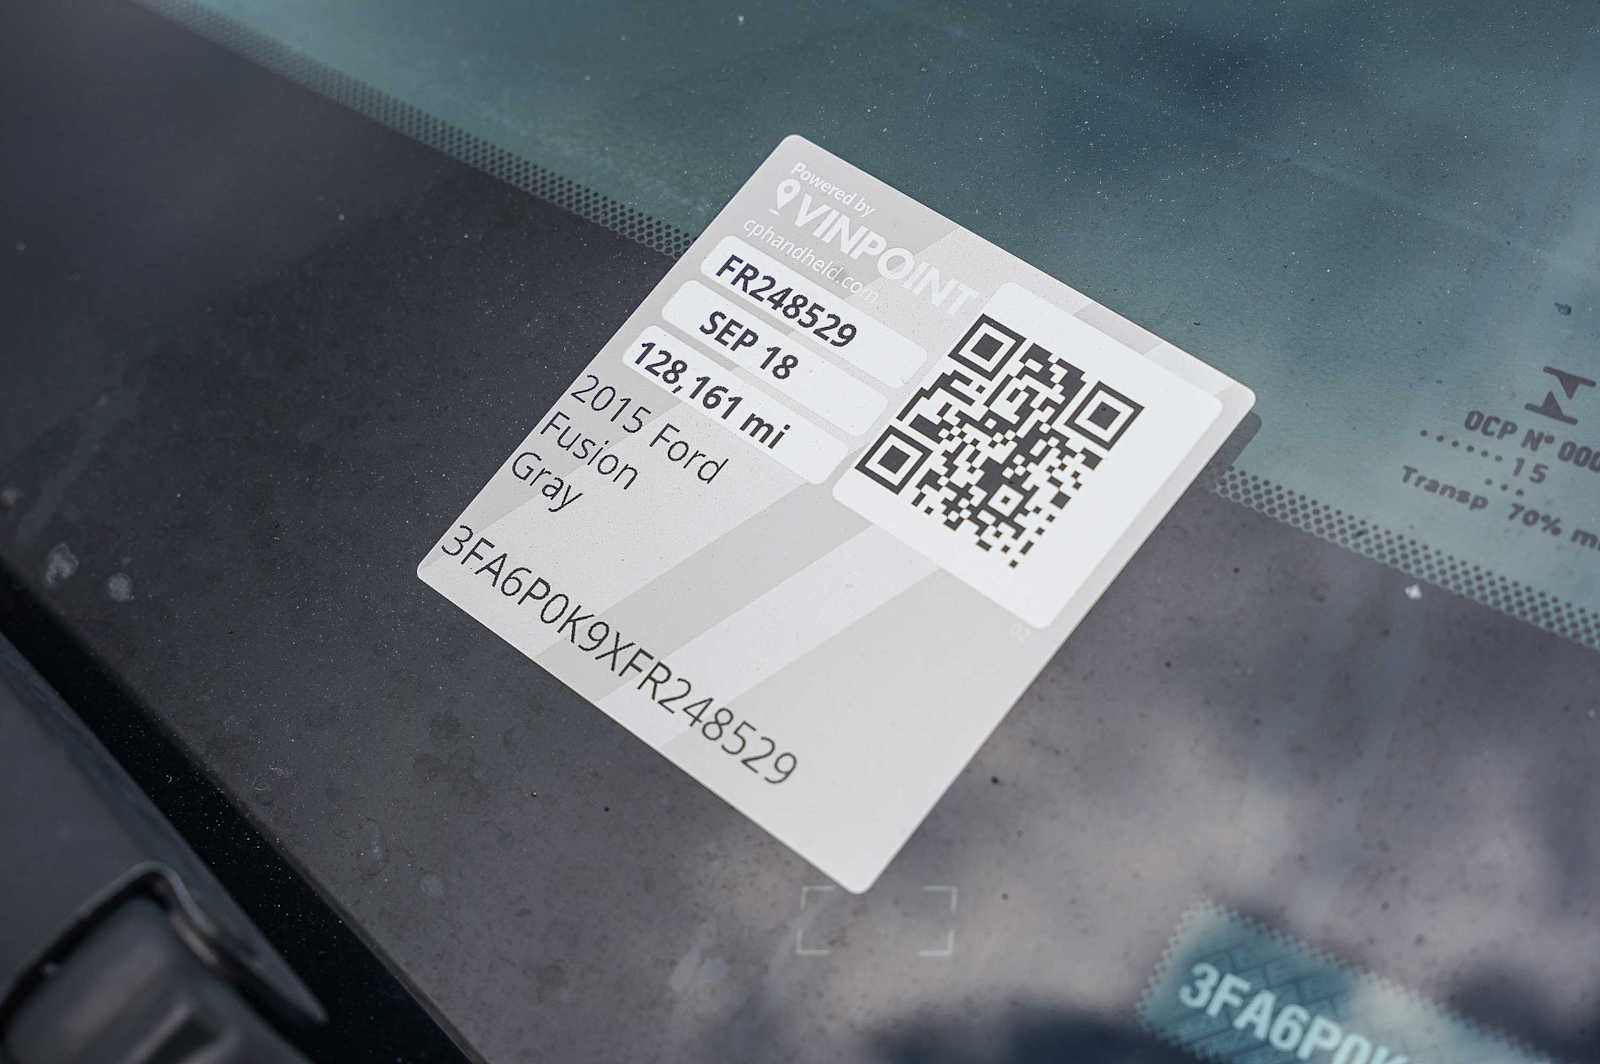 Powered by
VINPOINT
cphandheld.com
FR248529
SEP 18
128,161 mi
2015 Ford
Fusion
Gray
3FA6P0K9XFR248529
OCP N° 000
15
Transp 70%
3FA6P0K